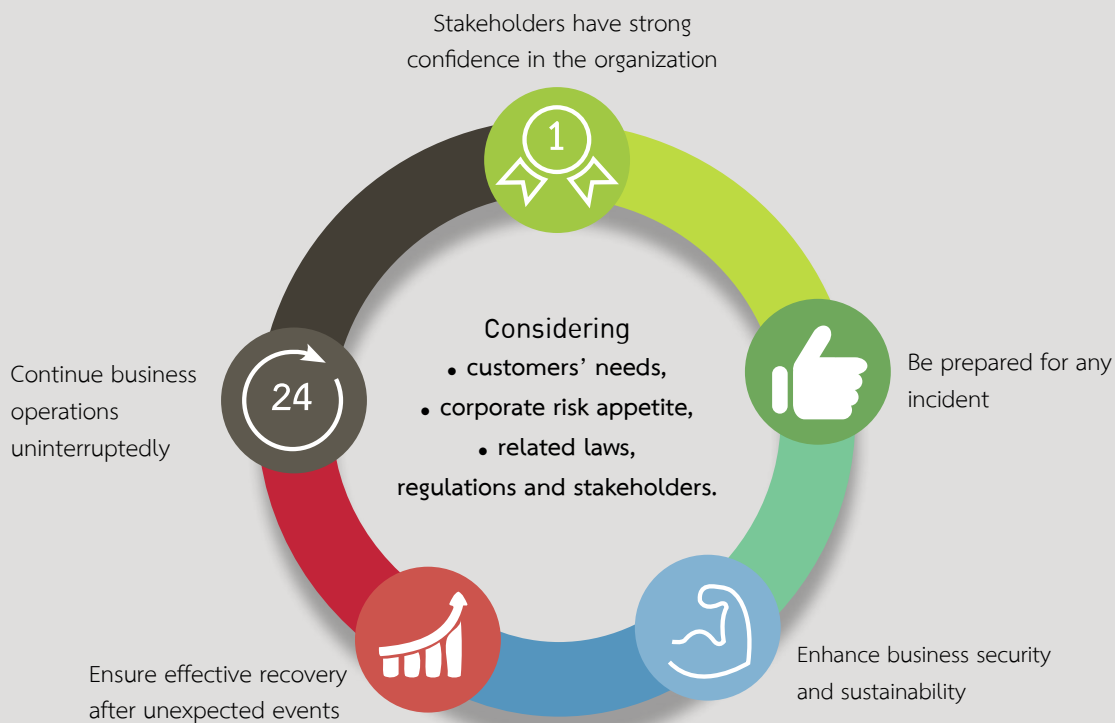 Stakeholders have strong
confidence in the organization
1
Considering
• customers’ needs,
• corporate risk appetite,
• related laws,
regulations and stakeholders.
Be prepared for any
incident
Enhance business security
and sustainability
Ensure effective recovery
after unexpected events
Continue business
operations
uninterruptedly
24